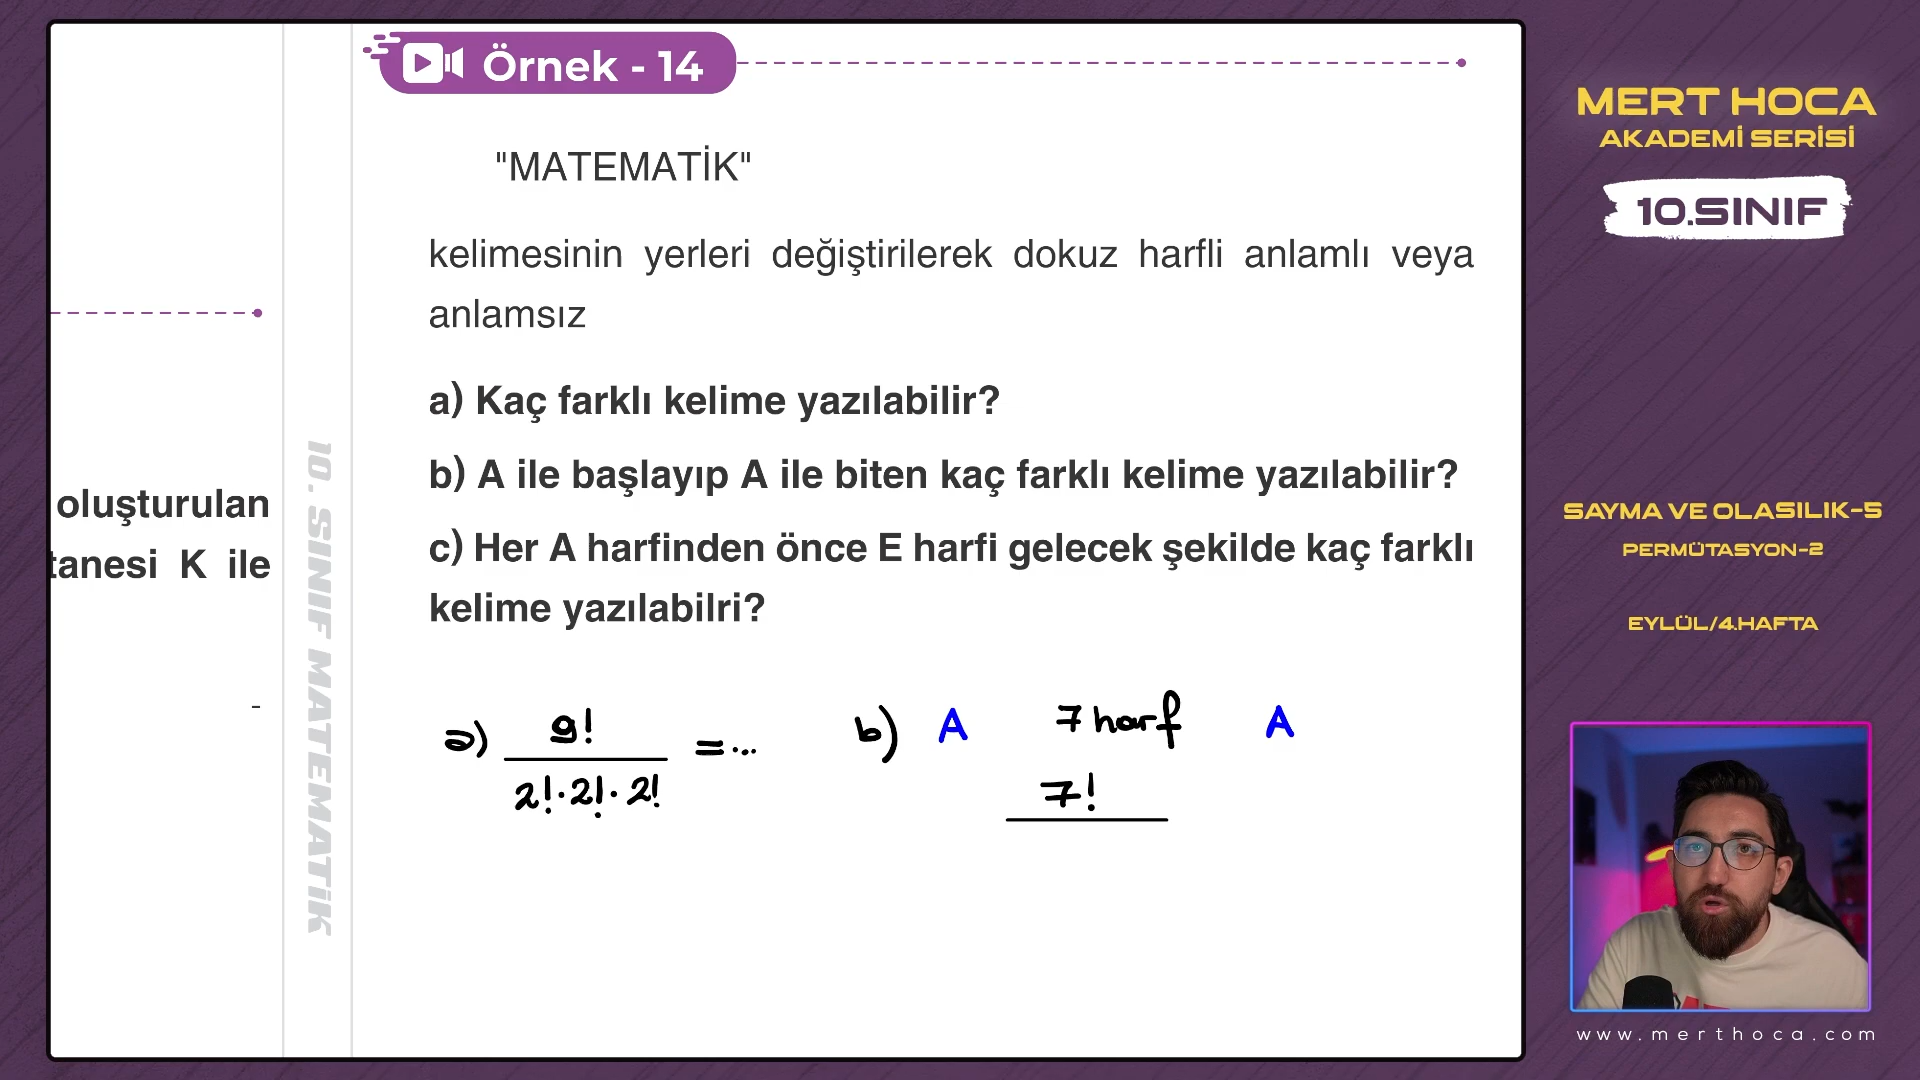 Örnek - 14
"MATEMATİK"
kelimesinin yerleri değiştirilerek dokuz harfli anlamlı veya
anlamsız
a) Kaç farklı kelime yazılabilir?
b) A ile başlayıp A ile biten kaç farklı kelime yazılabilir?
c) Her A harfinden önce E harfi gelecek şekilde kaç farklı
kelime yazılabilri?
a) 9! / 2!·2!·2! = ...
b) A 7 harf A
7!
oluşturulan
tanesi K ile
-
10. SINIF MATEMATİK
MERT HOCA
AKADEMİ SERİSİ
10.SINIF
SAYMA VE OLASILIK-5
PERMÜTASYON-2
EYLÜL/4.HAFTA
www.merthoca.com